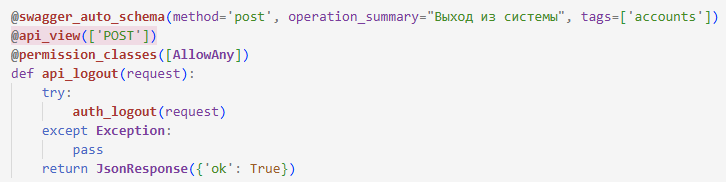 @swagger_auto_schema(method='post', operation_summary="Выход из системы", tags=['accounts'])
@api_view(['POST'])
@permission_classes([AllowAny])
def api_logout(request):
    try:
        auth_logout(request)
    except Exception:
        pass
    return JsonResponse({'ok': True})